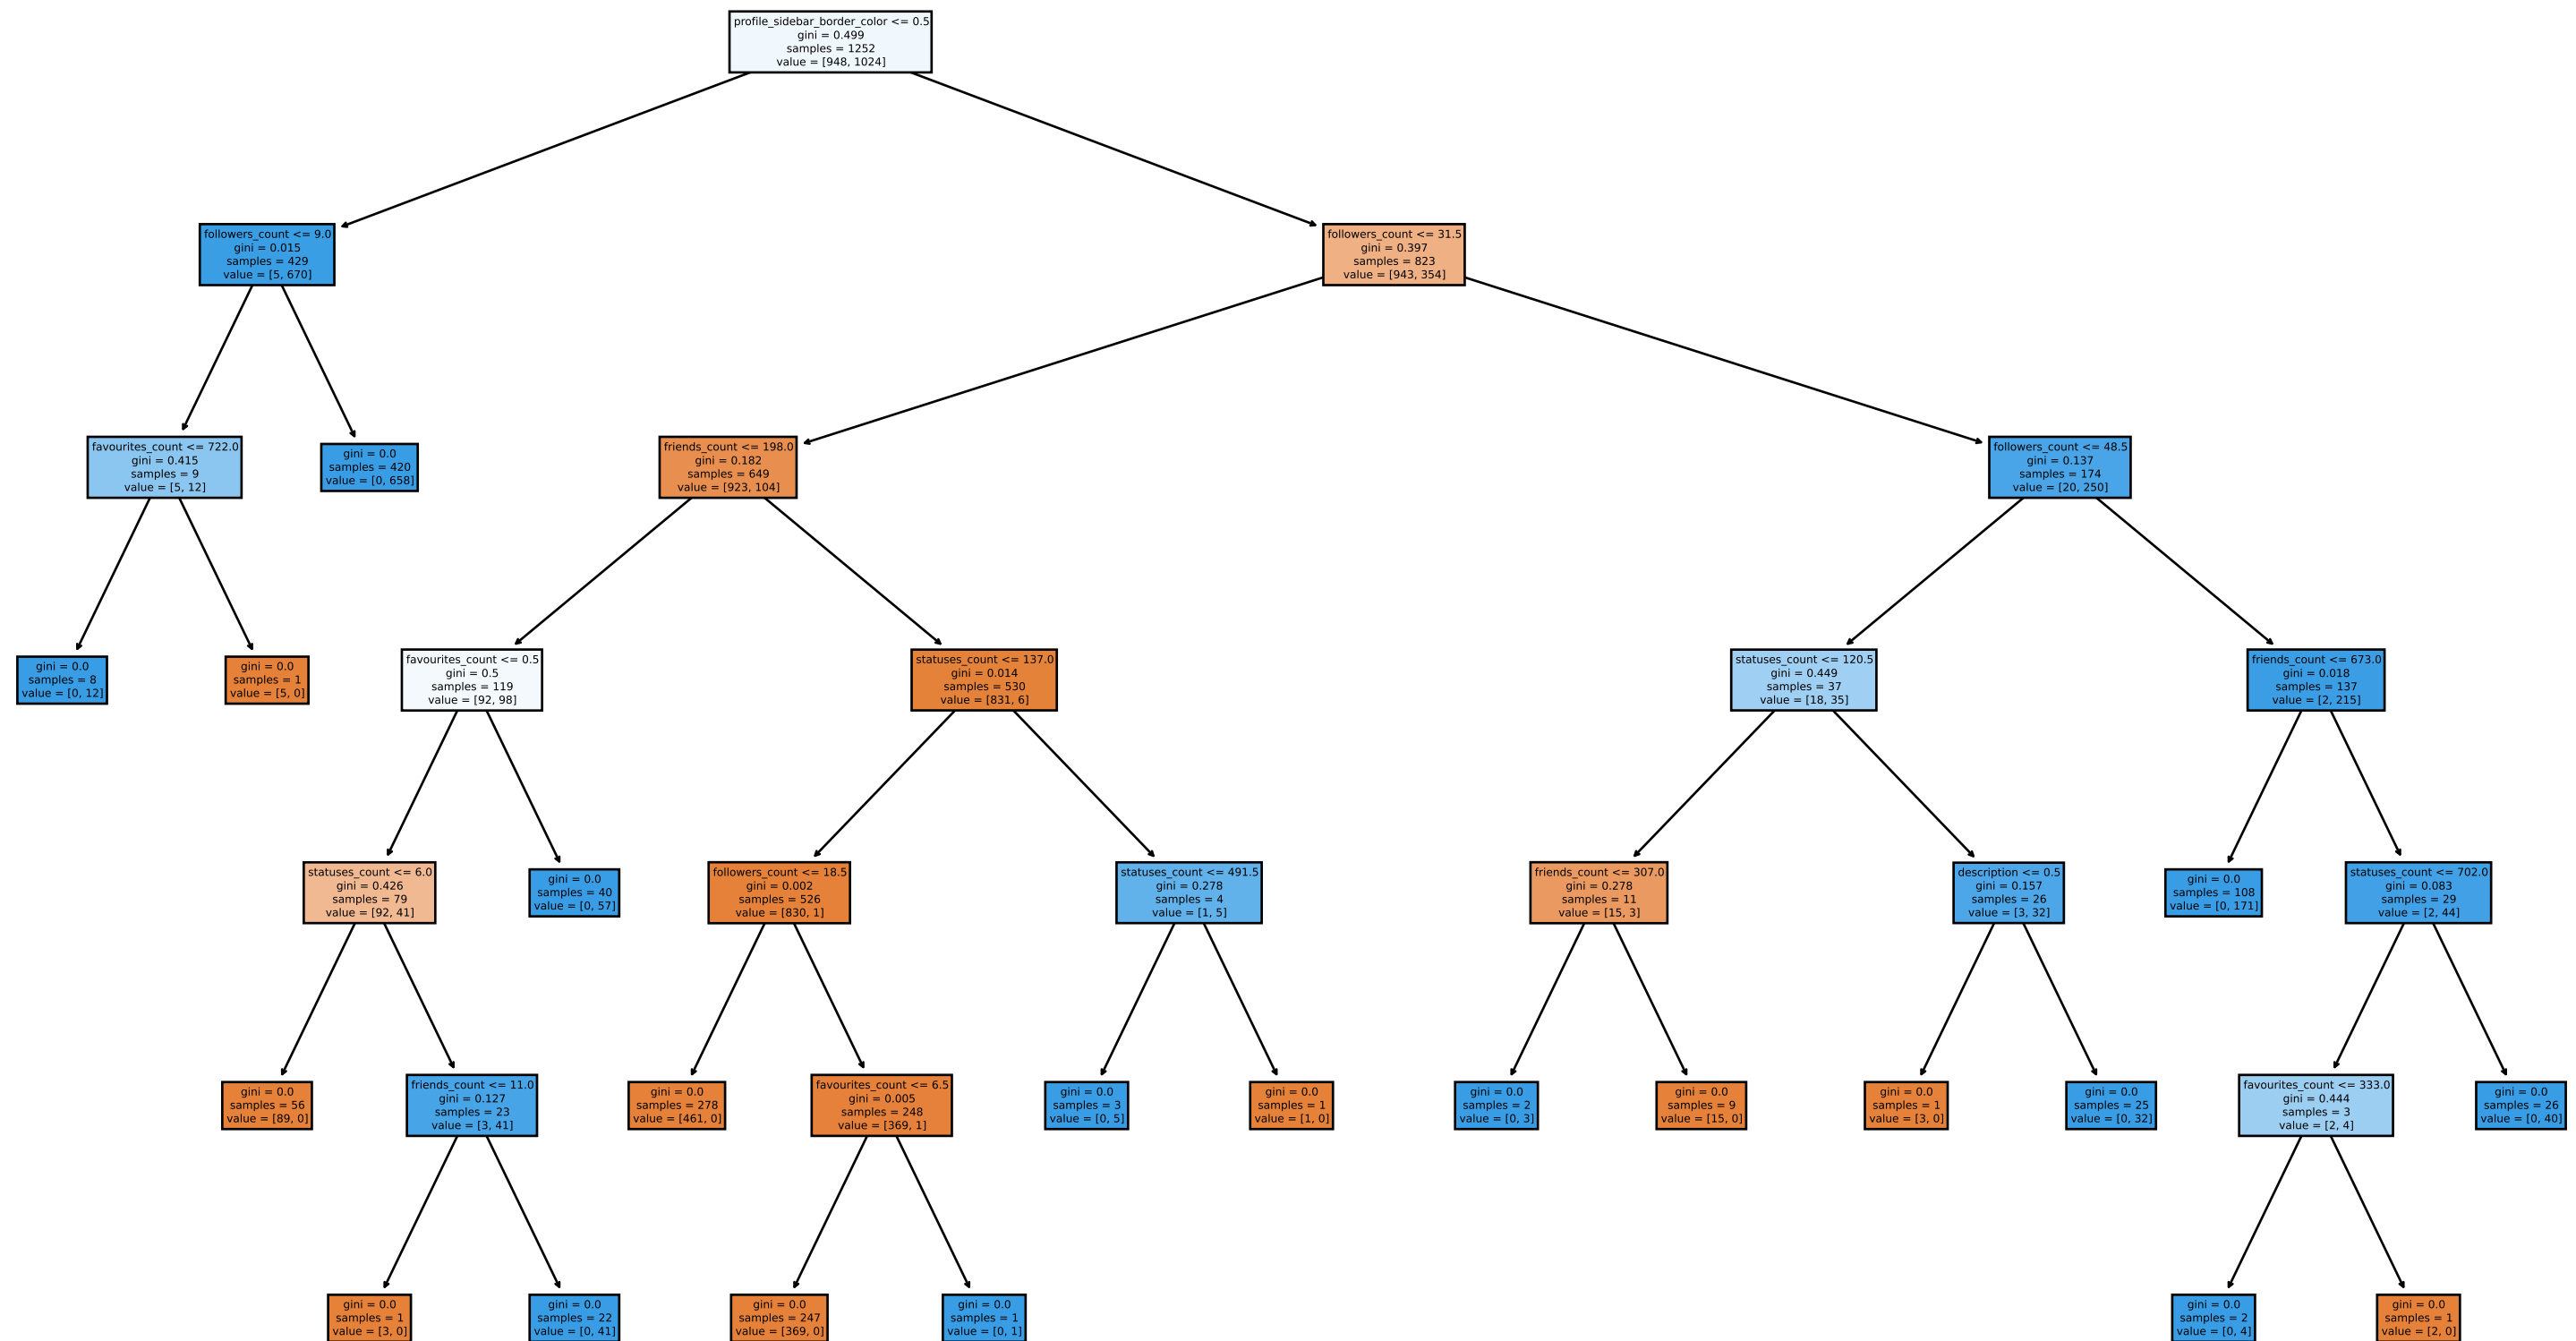 profile_sidebar_border_color <= 0.5
gini = 0.499
samples = 1252
value = [948, 1024]
followers_count <= 9.0
gini = 0.015
samples = 429
value = [5, 670]
followers_count <= 31.5
gini = 0.397
samples = 823
value = [943, 354]
favourites_count <= 722.0
gini = 0.415
samples = 9
value = [5, 12]
gini = 0.0
samples = 420
value = [0, 658]
friends_count <= 198.0
gini = 0.182
samples = 649
value = [923, 104]
followers_count <= 48.5
gini = 0.137
samples = 174
value = [20, 250]
gini = 0.0
samples = 8
value = [0, 12]
gini = 0.0
samples = 1
value = [5, 0]
favourites_count <= 0.5
gini = 0.5
samples = 119
value = [92, 98]
statuses_count <= 137.0
gini = 0.014
samples = 530
value = [831, 6]
statuses_count <= 120.5
gini = 0.449
samples = 37
value = [18, 35]
friends_count <= 673.0
gini = 0.018
samples = 137
value = [2, 215]
statuses_count <= 6.0
gini = 0.426
samples = 79
value = [92, 41]
gini = 0.0
samples = 40
value = [0, 57]
followers_count <= 18.5
gini = 0.002
samples = 526
value = [830, 1]
statuses_count <= 491.5
gini = 0.278
samples = 4
value = [1, 5]
friends_count <= 307.0
gini = 0.278
samples = 11
value = [15, 3]
description <= 0.5
gini = 0.157
samples = 26
value = [3, 32]
gini = 0.0
samples = 108
value = [0, 171]
statuses_count <= 702.0
gini = 0.083
samples = 29
value = [2, 44]
gini = 0.0
samples = 56
value = [89, 0]
friends_count <= 11.0
gini = 0.127
samples = 23
value = [3, 41]
gini = 0.0
samples = 278
value = [461, 0]
favourites_count <= 6.5
gini = 0.005
samples = 248
value = [369, 1]
gini = 0.0
samples = 3
value = [0, 5]
gini = 0.0
samples = 1
value = [1, 0]
gini = 0.0
samples = 2
value = [0, 3]
gini = 0.0
samples = 9
value = [15, 0]
gini = 0.0
samples = 1
value = [3, 0]
gini = 0.0
samples = 25
value = [0, 32]
favourites_count <= 333.0
gini = 0.444
samples = 3
value = [2, 4]
gini = 0.0
samples = 26
value = [0, 40]
gini = 0.0
samples = 1
value = [3, 0]
gini = 0.0
samples = 22
value = [0, 41]
gini = 0.0
samples = 247
value = [369, 0]
gini = 0.0
samples = 1
value = [0, 1]
gini = 0.0
samples = 2
value = [0, 4]
gini = 0.0
samples = 1
value = [2, 0]